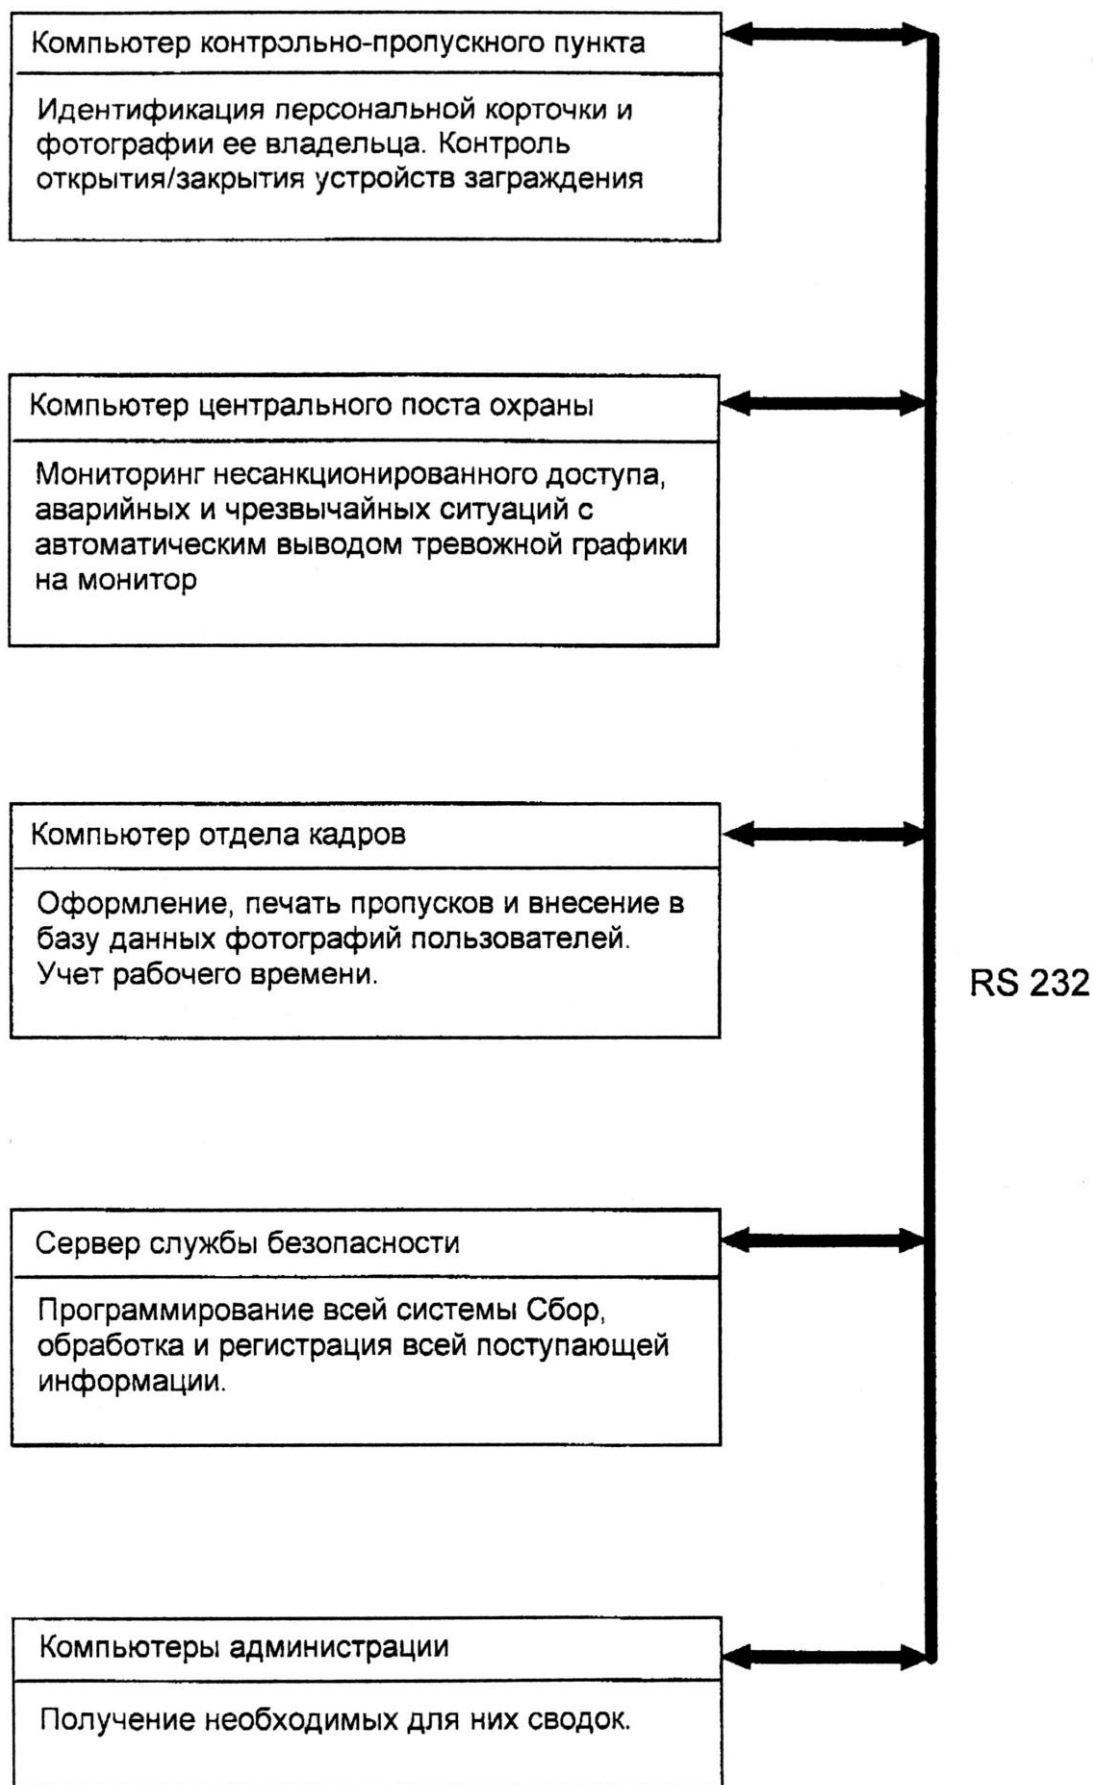 Компьютер контрольно-пропускного пункта
Идентификация персональной корточки и
фотографии ее владельца. Контроль
открытия/закрытия устройств заграждения
Компьютер центрального поста охраны
Мониторинг несанкционированного доступа,
аварийных и чрезвычайных ситуаций с
автоматическим выводом тревожной графики
на монитор
Компьютер отдела кадров
Оформление, печать пропусков и внесение в
базу данных фотографий пользователей.
Учет рабочего времени.
RS 232
Сервер службы безопасности
Программирование всей системы Сбор,
обработка и регистрация всей поступающей
информации.
Компьютеры администрации
Получение необходимых для них сводок.